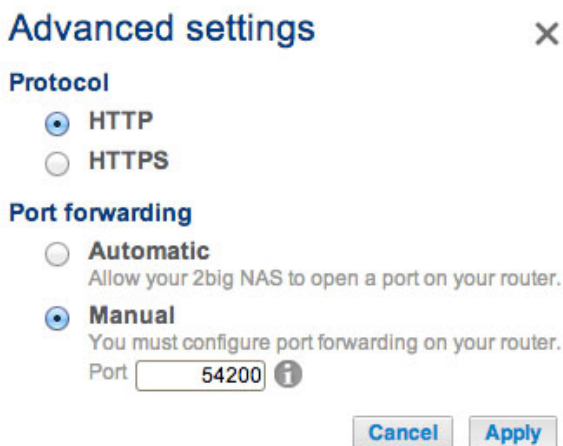 Advanced settings
Protocol
HTTP
HTTPS
Port forwarding
Automatic
Allow your 2big NAS to open a port on your router.
Manual
You must configure port forwarding on your router.
Port 54200
Cancel Apply